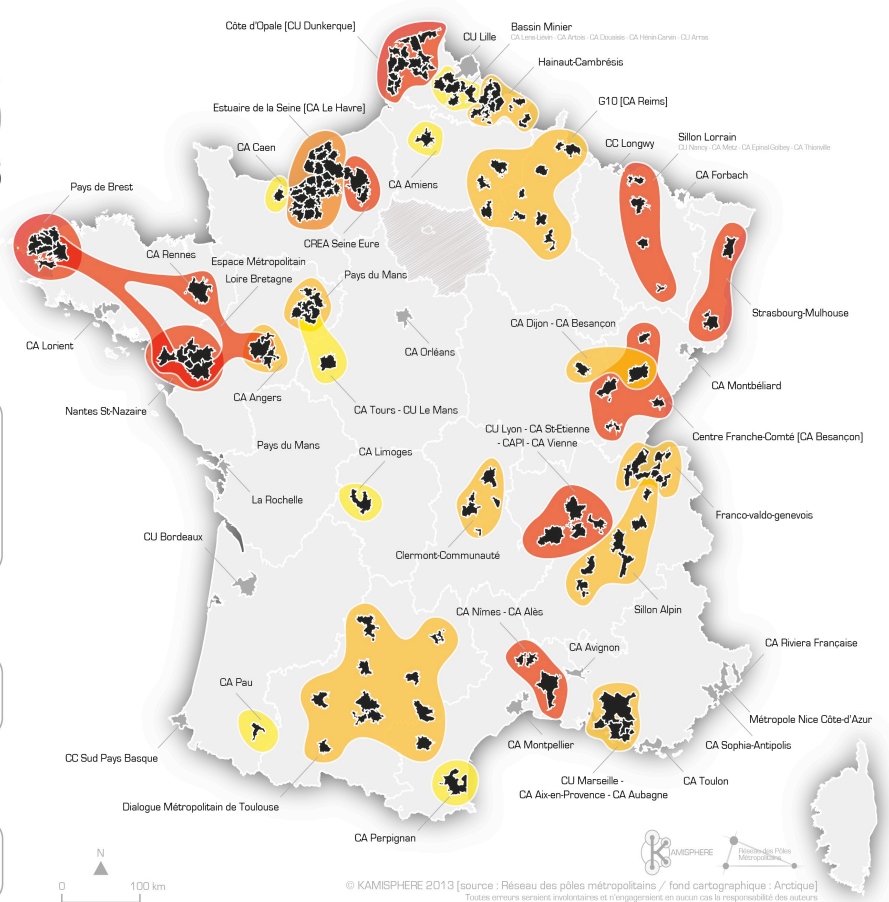 Côte d'Opale [CU Dunkerque]
CU Lille
Bassin Minier
CA Lens-Liévin - CA Artois - CA Douaisis - CA Hénin-Carvin - CU Arras
Hainaut-Cambrésis
Estuaire de la Seine [CA Le Havre]
G10 [CA Reims]
CA Caen
CC Longwy
Sillon Lorrain
CU Nancy - CA Metz - CA Epinal-Golbey - CA Thionville
CA Forbach
Pays de Brest
CA Amiens
CREA Seine Eure
CA Rennes
Espace Métropolitain
Loire Bretagne
Pays du Mans
Strasbourg-Mulhouse
CA Dijon - CA Besançon
CA Lorient
CA Orléans
CA Montbéliard
CA Angers
Nantes St-Nazaire
CA Tours - CU Le Mans
CU Lyon - CA St-Etienne
- CAPI - CA Vienne
Centre Franche-Comté [CA Besançon]
Pays du Mans
CA Limoges
La Rochelle
Franco-valdo-genevois
CU Bordeaux
Clermont-Communauté
Sillon Alpin
CA Nîmes - CA Alès
CA Avignon
CA Riviera Française
CA Pau
Métropole Nice Côte-d'Azur
CA Montpellier
CA Sophia-Antipolis
CC Sud Pays Basque
CU Marseille -
CA Aix-en-Provence - CA Aubagne
CA Toulon
Dialogue Métropolitain de Toulouse
CA Perpignan
N
0 100 km
KAMISPHERE
Réseau des Pôles
Métropolitains
© KAMISPHERE 2013 [source : Réseau des pôles métropolitains / fond cartographique : Arctique]
Toutes erreurs seraient involontaires et n'engageraient en aucun cas la responsabilité des auteurs